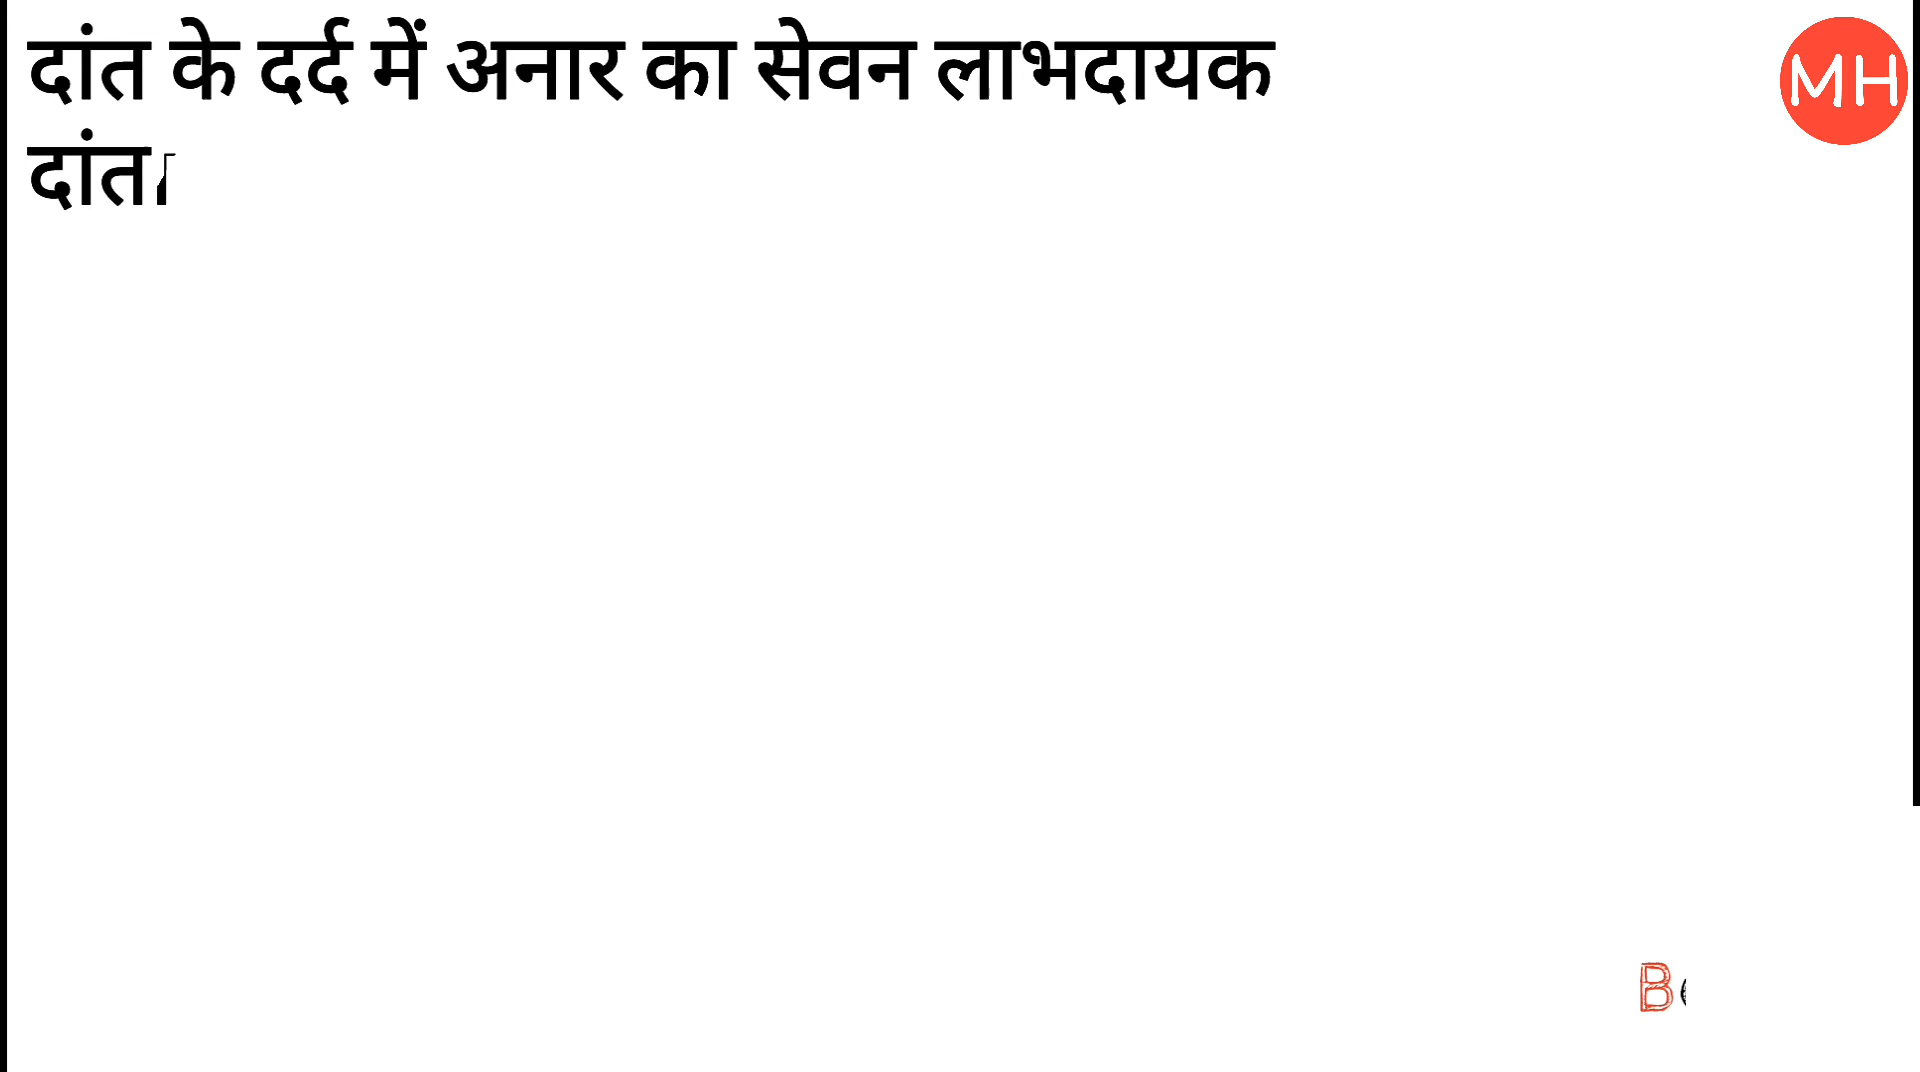 दांत के दर्द में अनार का सेवन लाभदायक
MH
दांत
B